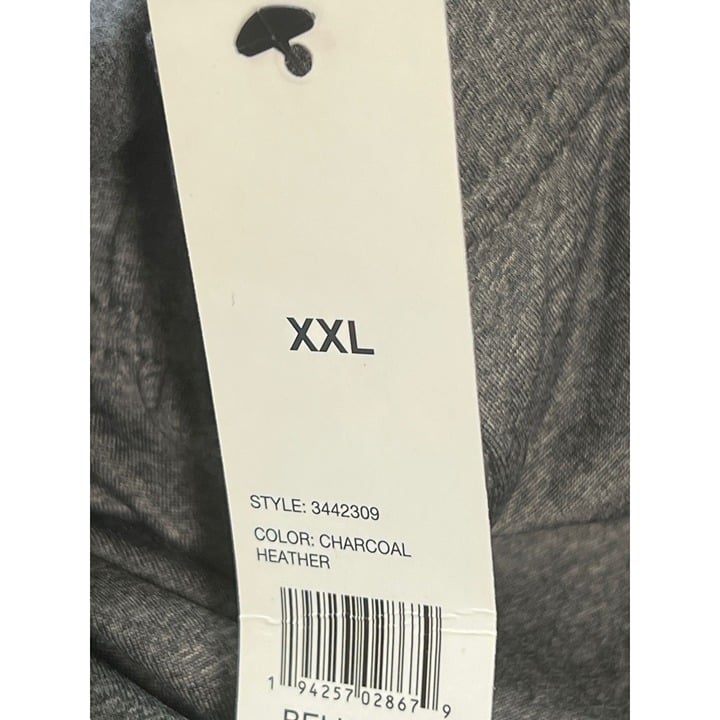 XXL
STYLE: 3442309
COLOR: CHARCOAL
HEATHER
1 94257 02867 9